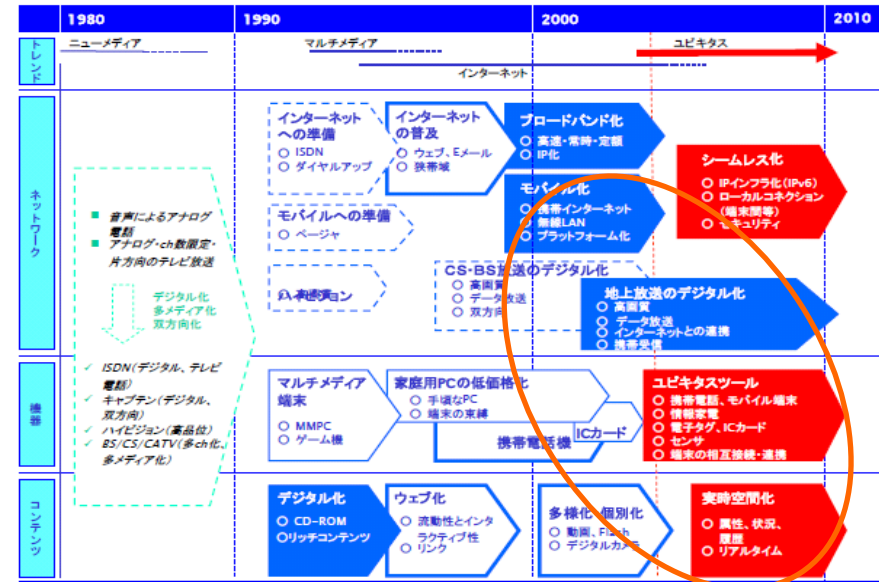 1980
1990
2000
2010
トレンド
ニューメディア
マルチメディア
ユビキタス
インターネット
ネットワーク
■ 音声によるアナログ
電話
■ アナログ・ch数限定・
片方向のテレビ放送
デジタル化
多メディア化
双方向化
✓ ISDN(デジタル、テレビ
電話)
✓ キャプテン(デジタル、
双方向)
✓ ハイビジョン(高品位)
✓ BS/CS/CATV(多ch化、
多メディア化)
インターネット
への準備
○ ISDN
○ ダイヤルアップ
インターネット
の普及
○ ウェブ、Eメール
○ 狭帯域
ブロードバンド化
○ 高速・常時・定額
○ IP化
モバイルへの準備
○ ページャ
モバイル化
○ 携帯インターネット
○ 無線LAN
○ プラットフォーム化
シームレス化
○ IPインフラ化(IPv6)
○ ローカルコネクション
(端末間等)
○ セキュリティ
ハイビジョン
CS・BS放送のデジタル化
○ 高画質
○ データ放送
○ 双方向
地上放送のデジタル化
○ 高画質
○ データ放送
○ インターネットとの連携
○ 携帯受信
機器
マルチメディア
端末
○ MMPC
○ ゲーム機
家庭用PCの低価格化
○ 手頃なPC
○ 端末の束縛
携帯電話機
ICカード
ユビキタスツール
○ 携帯電話、モバイル端末
○ 情報家電
○ 電子タグ、ICカード
○ センサ
○ 端末の相互接続・連携
コンテンツ
デジタル化
○ CD-ROM
○リッチコンテンツ
ウェブ化
○ 流動性とインタ
ラクティブ性
○ リンク
多様化・個別化
○ 動画、Flash
○ デジタルカメラ
実時空間化
○ 属性、状況、
履歴
○ リアルタイム